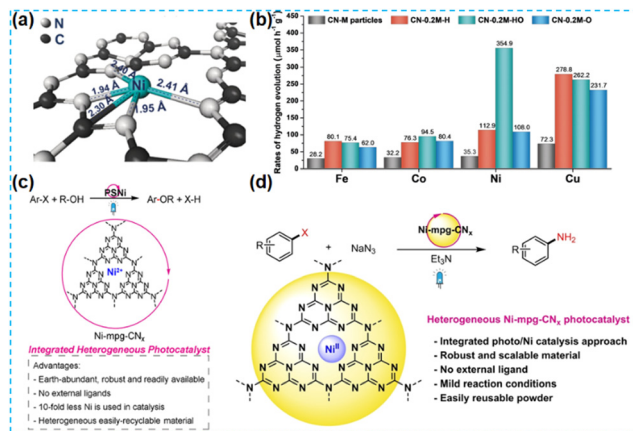 (a)
N
C
Ni
2.40 Å
1.94 Å
2.41 Å
2.30 Å
1.95 Å
(b)
CN-M particles CN-0.2M-H CN-0.2M-HO CN-0.2M-O
Rates of hydrogen evolution (μmol h⁻¹ g⁻¹)
450
400
350
300
250
200
150
100
50
0
28.2 80.1 75.4 62.0
32.2 78.3 94.5 80.4
35.3 112.9 354.9 108.0
72.3 278.8 262.2 231.7
Fe Co Ni Cu
(c)
PSNi
Ar-X + R-OH Ar-OR + X-H
Ni²⁺
Ni-mpg-CNₓ
Integrated Heterogeneous Photocatalyst
Advantages:
- Earth-abundant, robust and readily available
- No external ligands
- 10-fold less Ni is used in catalysis
- Heterogeneous easily-recyclable material
(d)
R X + NaN₃
Ni-mpg-CNₓ
Et₃N
R NH₂
Niᴵᴵ
Heterogeneous Ni-mpg-CNₓ photocatalyst
- Integrated photo/Ni catalysis approach
- Robust and scalable material
- No external ligand
- Mild reaction conditions
- Easily reusable powder